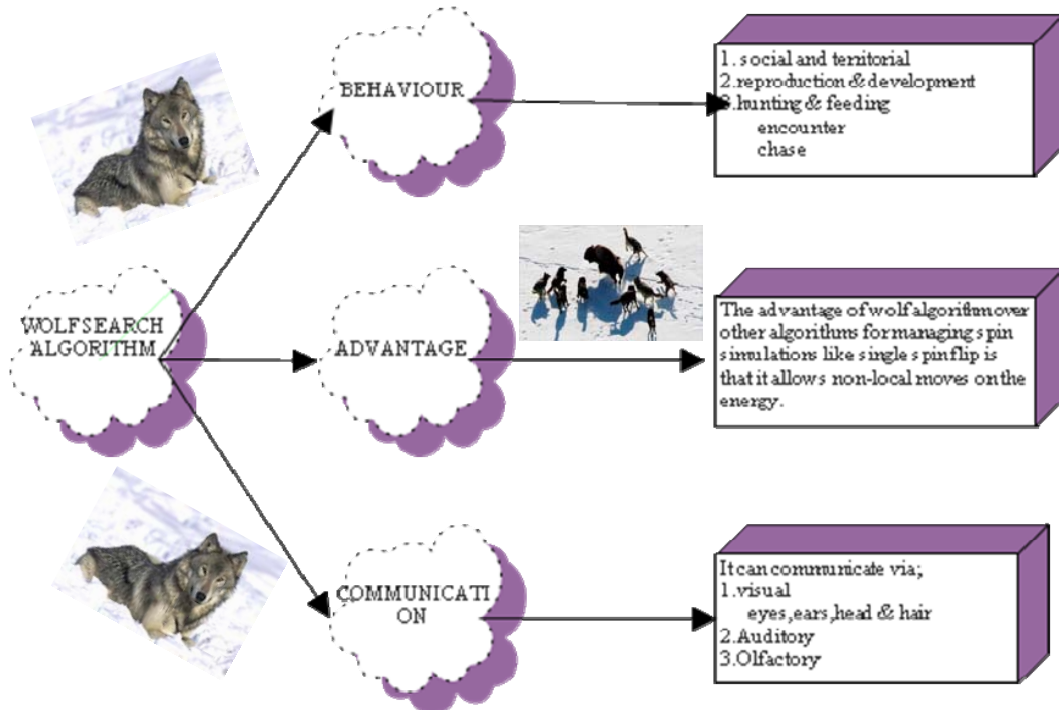 BEHAVIOUR
1. social and territorial
2.reproduction & development
3.hunting & feeding
encounter
chase
WOLFSEARCH
ALGORITHM
ADVANTAGE
The advantage of wolf algorithm over
other algorithms for managing spin
simulations like single spin flip is
that it allows non-local moves on the
energy.
COMMUNICATI
ON
It can communicate via;
1.visual
eyes,ears,head & hair
2.Auditory
3.Olfactory